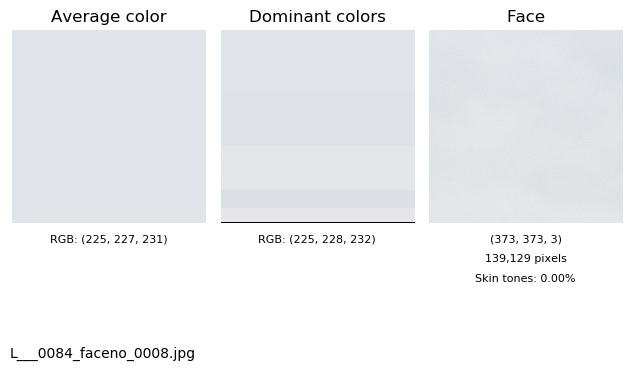 Average color
Dominant colors
Face
RGB: (225, 227, 231)
RGB: (225, 228, 232)
(373, 373, 3)
139,129 pixels
Skin tones: 0.00%
L___0084_faceno_0008.jpg